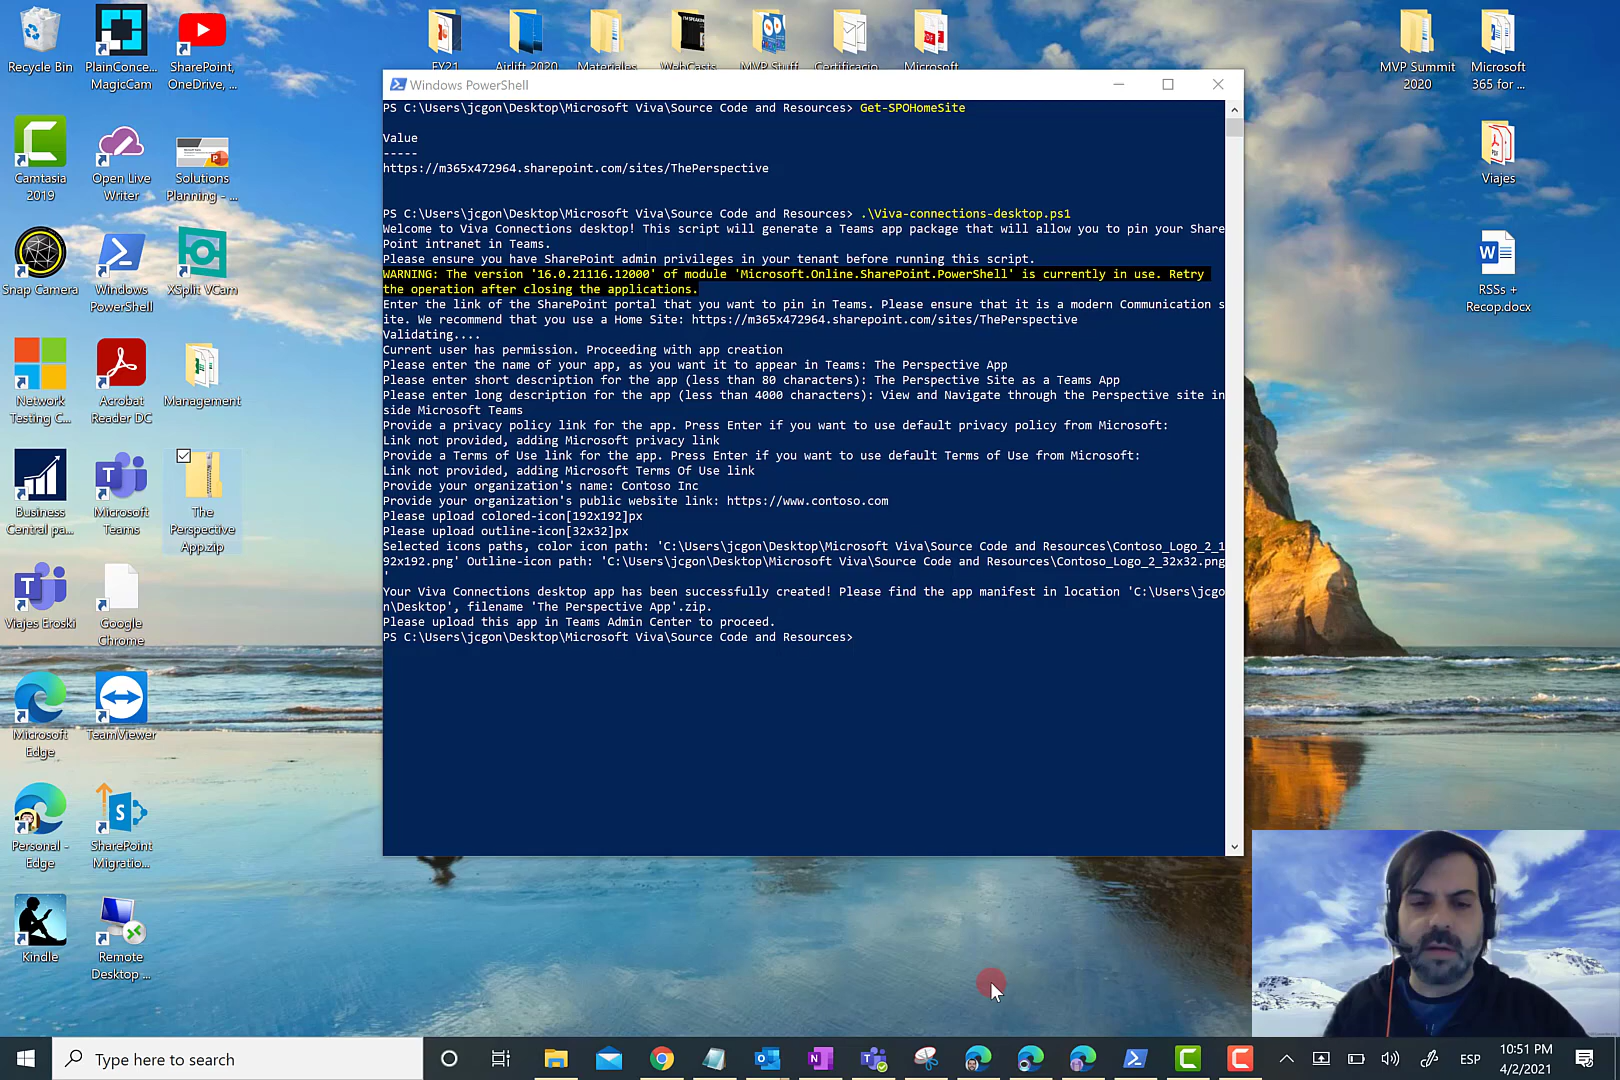 Recycle Bin
PlainConce...
MagicCam
SharePoint,
OneDrive, ...
FY21
Airlift 2020
Materiales
WebCasts
MVP Stuff
Certificacio...
Microsoft
MVP Summit
2020
Microsoft
365 for ...
Camtasia
2019
Open Live
Writer
Solutions
Planning - ...
Viajes
Snap Camera
Windows
PowerShell
XSplit VCam
RSSs +
Recop.docx
Network
Testing C...
Acrobat
Reader DC
Management
Business
Central pa...
Microsoft
Teams
The
Perspective
App.zip
Viajes Eroski
Google
Chrome
Microsoft
Edge
TeamViewer
Personal -
Edge
SharePoint
Migratio...
Kindle
Remote
Desktop ...
Windows PowerShell
PS C:\Users\jcgon\Desktop\Microsoft Viva\Source Code and Resources> Get-SPOHomeSite
Value
-----
https://m365x472964.sharepoint.com/sites/ThePerspective
PS C:\Users\jcgon\Desktop\Microsoft Viva\Source Code and Resources> .\Viva-connections-desktop.ps1
Welcome to Viva Connections desktop! This script will generate a Teams app package that will allow you to pin your Share
Point intranet in Teams.
Please ensure you have SharePoint admin privileges in your tenant before running this script.
WARNING: The version '16.0.21116.12000' of module 'Microsoft.Online.SharePoint.PowerShell' is currently in use. Retry
the operation after closing the applications.
Enter the link of the SharePoint portal that you want to pin in Teams. Please ensure that it is a modern Communication s
ite. We recommend that you use a Home Site: https://m365x472964.sharepoint.com/sites/ThePerspective
Validating....
Current user has permission. Proceeding with app creation
Please enter the name of your app, as you want it to appear in Teams: The Perspective App
Please enter short description for the app (less than 80 characters): The Perspective Site as a Teams App
Please enter long description for the app (less than 4000 characters): View and Navigate through the Perspective site in
side Microsoft Teams
Provide a privacy policy link for the app. Press Enter if you want to use default privacy policy from Microsoft:
Link not provided, adding Microsoft privacy link
Provide a Terms of Use link for the app. Press Enter if you want to use default Terms of Use from Microsoft:
Link not provided, adding Microsoft Terms Of Use link
Provide your organization's name: Contoso Inc
Provide your organization's public website link: https://www.contoso.com
Please upload colored-icon[192x192]px
Please upload outline-icon[32x32]px
Selected icons paths, color icon path: 'C:\Users\jcgon\Desktop\Microsoft Viva\Source Code and Resources\Contoso_Logo_2_1
92x192.png' Outline-icon path: 'C:\Users\jcgon\Desktop\Microsoft Viva\Source Code and Resources\Contoso_Logo_2_32x32.png
'
Your Viva Connections desktop app has been successfully created! Please find the app manifest in location 'C:\Users\jcgo
n\Desktop', filename 'The Perspective App'.zip.
Please upload this app in Teams Admin Center to proceed.
PS C:\Users\jcgon\Desktop\Microsoft Viva\Source Code and Resources>
Type here to search
ESP
10:51 PM
4/2/2021